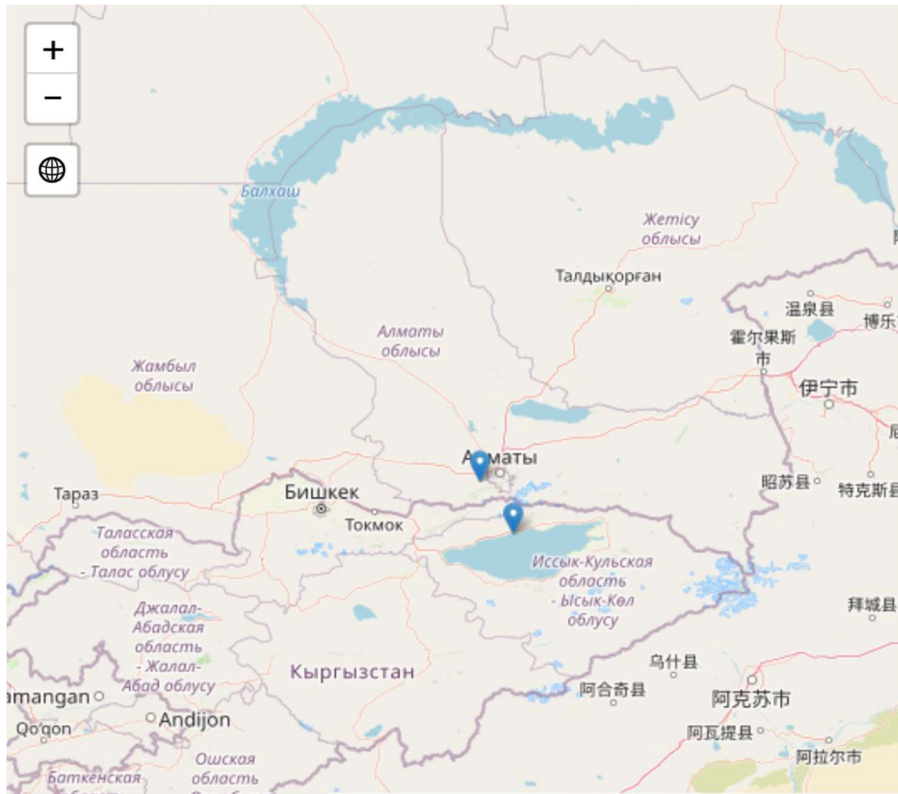 +
−
Балхаш
Жетісу
облысы
Талдықорған
温泉县
霍尔果斯
市
伊宁市
Алматы
облысы
Жамбыл
облысы
Алматы
昭苏县
特克斯县
Тараз
Бишкек
Токмок
Таласская
область
- Талас облусу
Иссык-Кульская
область
- Ысык-Көл
облусу
Джалал-
Абадская
область
- Жалал-
Абад облусу
拜城县
Кыргызстан
乌什县
阿合奇县
阿克苏市
amangan
Andijon
Qo'qon
阿瓦提县
阿拉尔市
Ошская
область
Баткенская